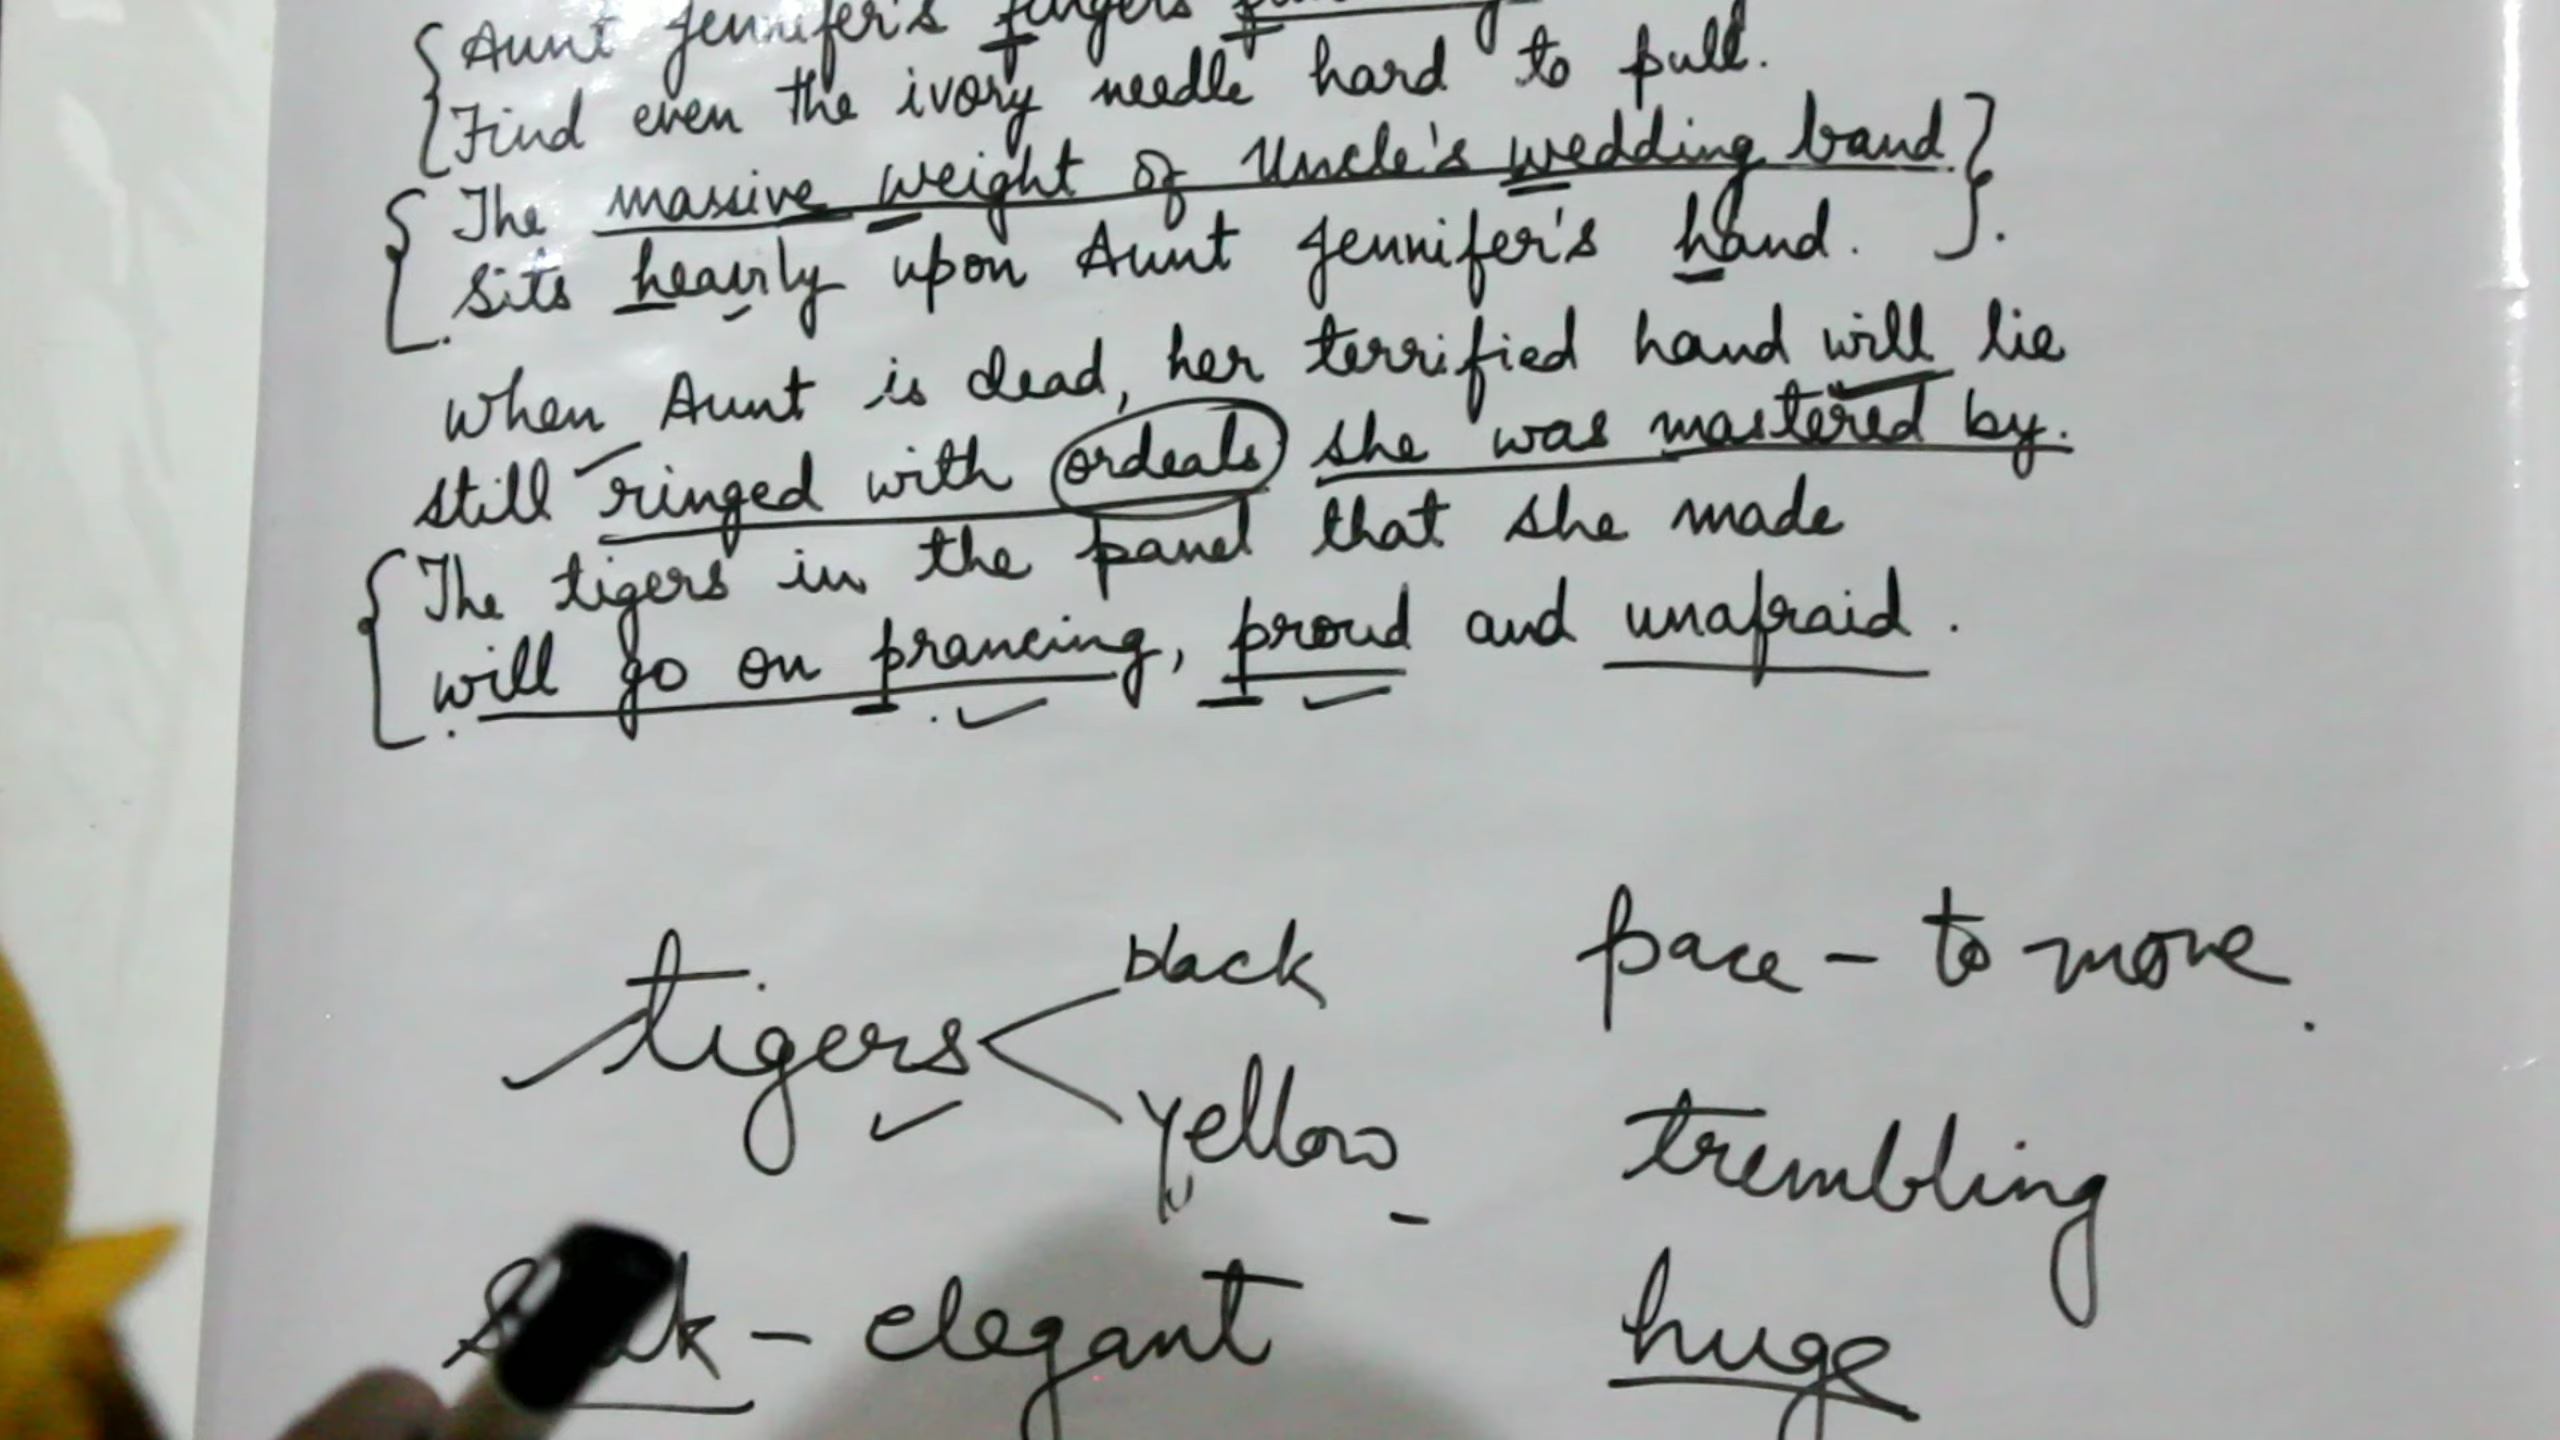 Aunt Jennifer's fingers
Find even the ivory needle hard to pull.
The massive weight of Uncle's wedding band
Sits heavily upon Aunt Jennifer's hand.
When Aunt is dead, her terrified hand will lie
still ringed with ordeals she was mastered by.
The tigers in the panel that she made
will go on prancing, proud and unafraid.
black
pace - to move.
tigers
yellow
trembling
- elegant
huge